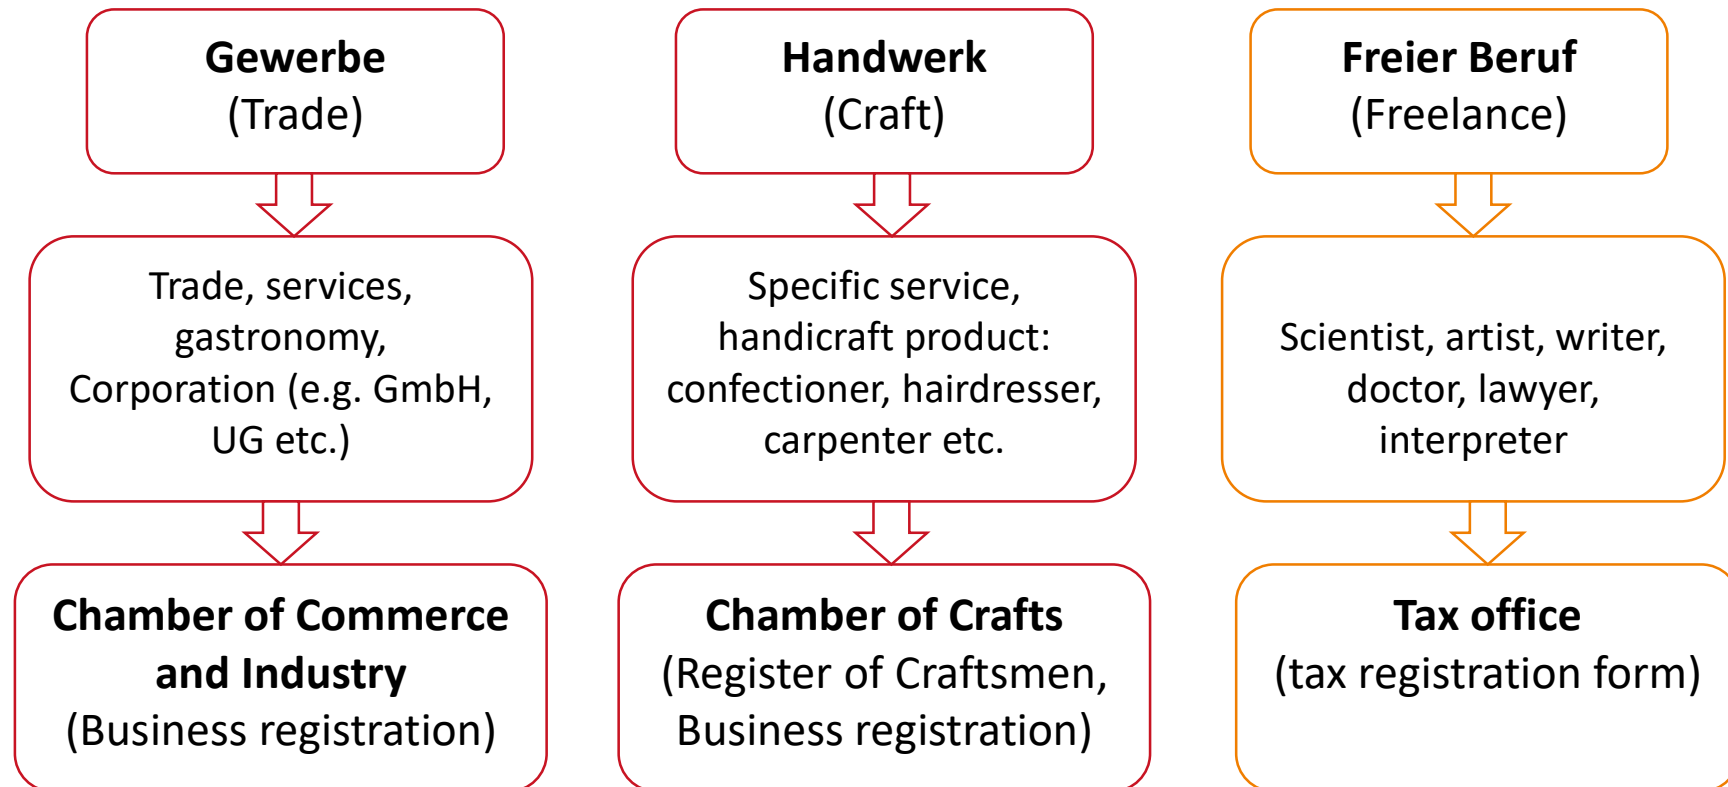 Gewerbe
(Trade)
Trade, services,
gastronomy,
Corporation (e.g. GmbH,
UG etc.)
Chamber of Commerce
and Industry
(Business registration)
Handwerk
(Craft)
Specific service,
handicraft product:
confectioner, hairdresser,
carpenter etc.
Chamber of Crafts
(Register of Craftsmen,
Business registration)
Freier Beruf
(Freelance)
Scientist, artist, writer,
doctor, lawyer,
interpreter
Tax office
(tax registration form)